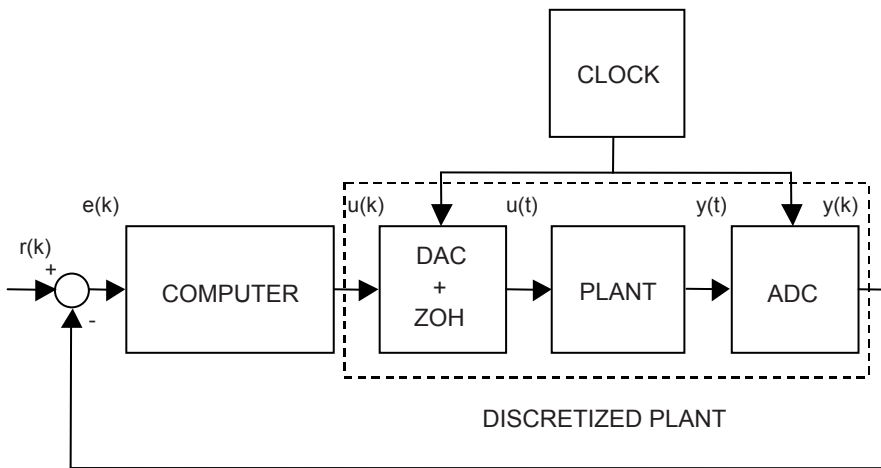 CLOCK
e(k)
u(k)
u(t)
y(t)
y(k)
r(k)
+
-
COMPUTER
DAC
+
ZOH
PLANT
ADC
DISCRETIZED PLANT